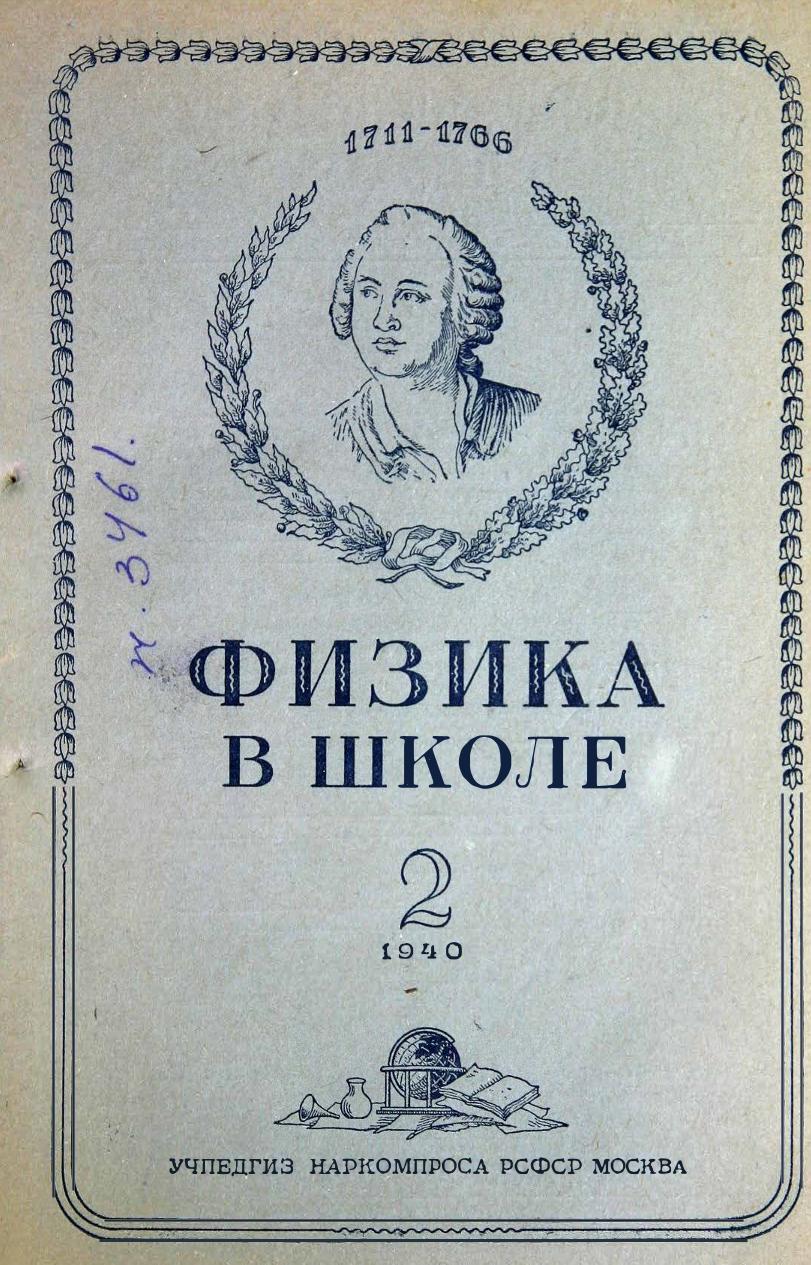 1711-1766
и. 3461.
ФИЗИКА
В ШКОЛЕ
2
1940
УЧПЕДГИЗ НАРКОМПРОСА РСФСР МОСКВА